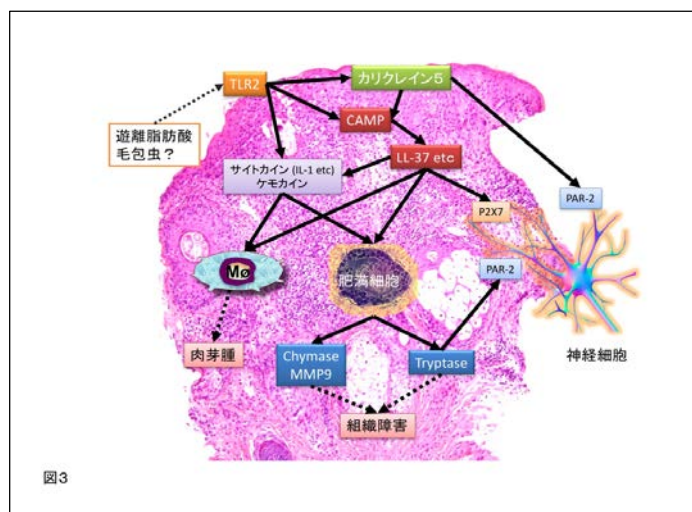 TLR2
カリクレイン5
CAMP
遊離脂肪酸
毛包虫？
サイトカイン (IL-1 etc)
ケモカイン
LL-37 etc
P2X7
PAR-2
Mø
肥満細胞
PAR-2
神経細胞
肉芽腫
Chymase
MMP9
Tryptase
組織障害
図3